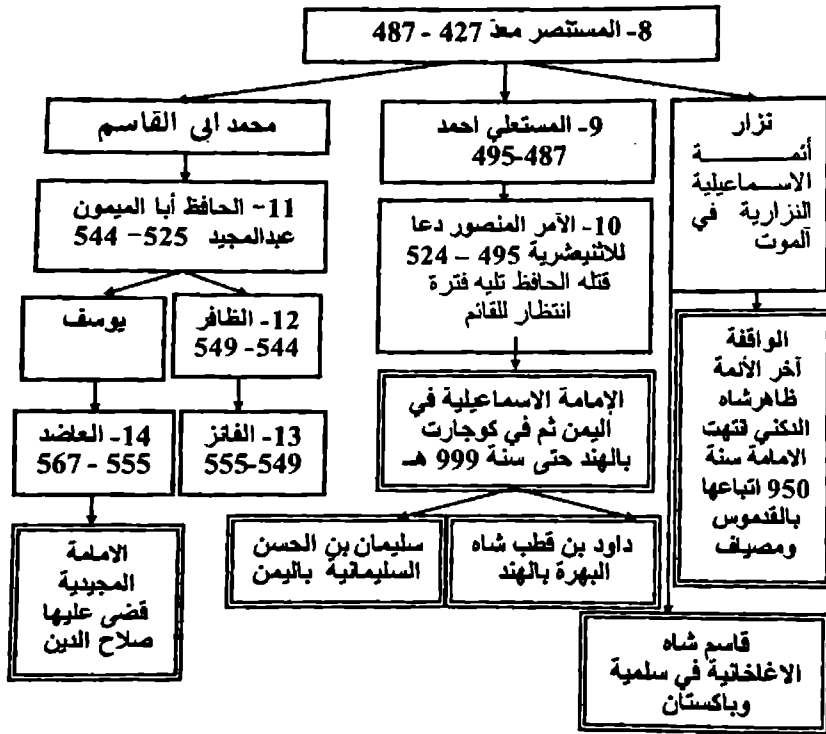 8- المستنصر معد 427 - 487
محمد ابى القاسم
9- المستعلي احمد
487-495
نزار
أئمة
الاسماعيلية
النزارية في
آلموت
11- الحافظ أبا الميمون
عبدالمجيد 525 - 544
10- الآمر المنصور دعا
للاثنيعشرية 495 - 524
قتله الحافظ تليه فترة
انتظار للقائم
يوسف
12- الظافر
544- 549
الواقفة
آخر الأئمة
ظاهرشاه
الدكني انتهت
الامامة سنة
950 اتباعها
بالقدموس
ومصياف
14- العاضد
555 - 567
13- الفائز
549-555
الإمامة الاسماعيلية في
اليمن ثم في كوجارت
بالهند حتى سنة 999 هـ
الامامة
المجيدية
قضى عليها
صلاح الدين
سليمان بن الحسن
السليمانية باليمن
داود بن قطب شاه
البهرة بالهند
قاسم شاه
الاغاخانية في سلمية
وباكستان